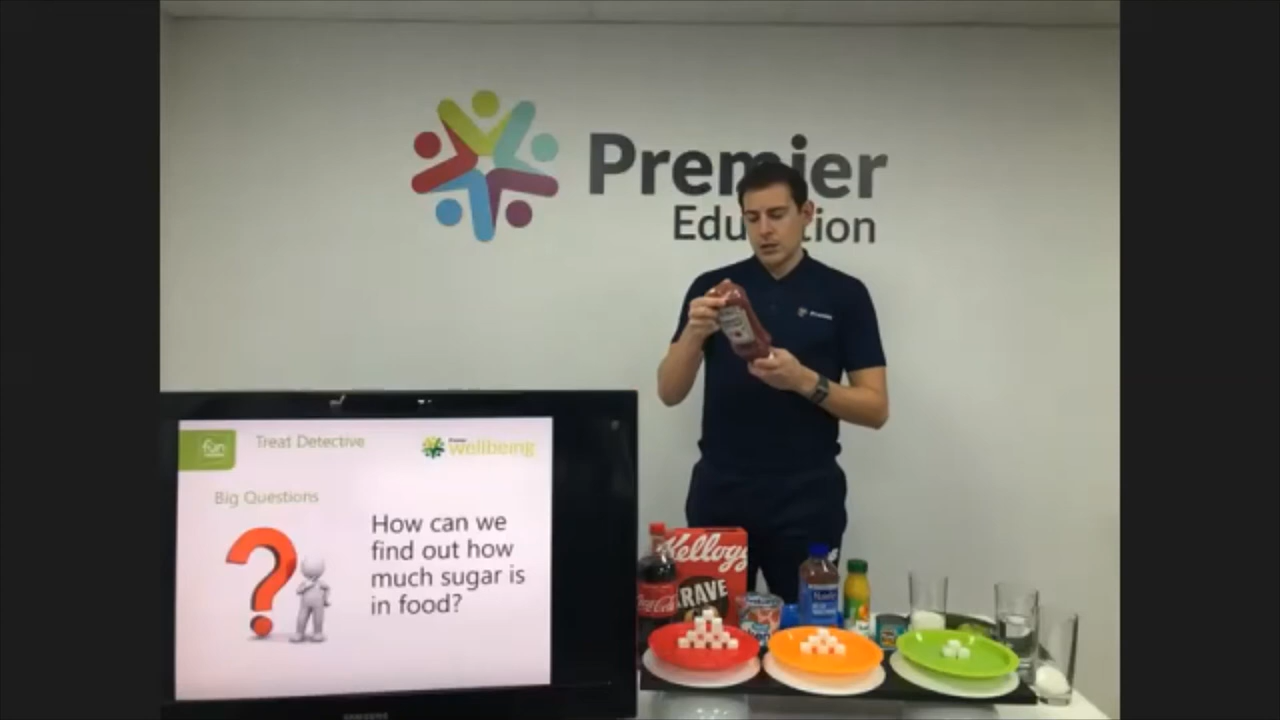 Premier
Education
Treat Detective
wellbeing
fun
Big Questions
How can we
find out how
much sugar is
in food?
Kellogg
KRAVE
Coca-Cola
SAMSUNG